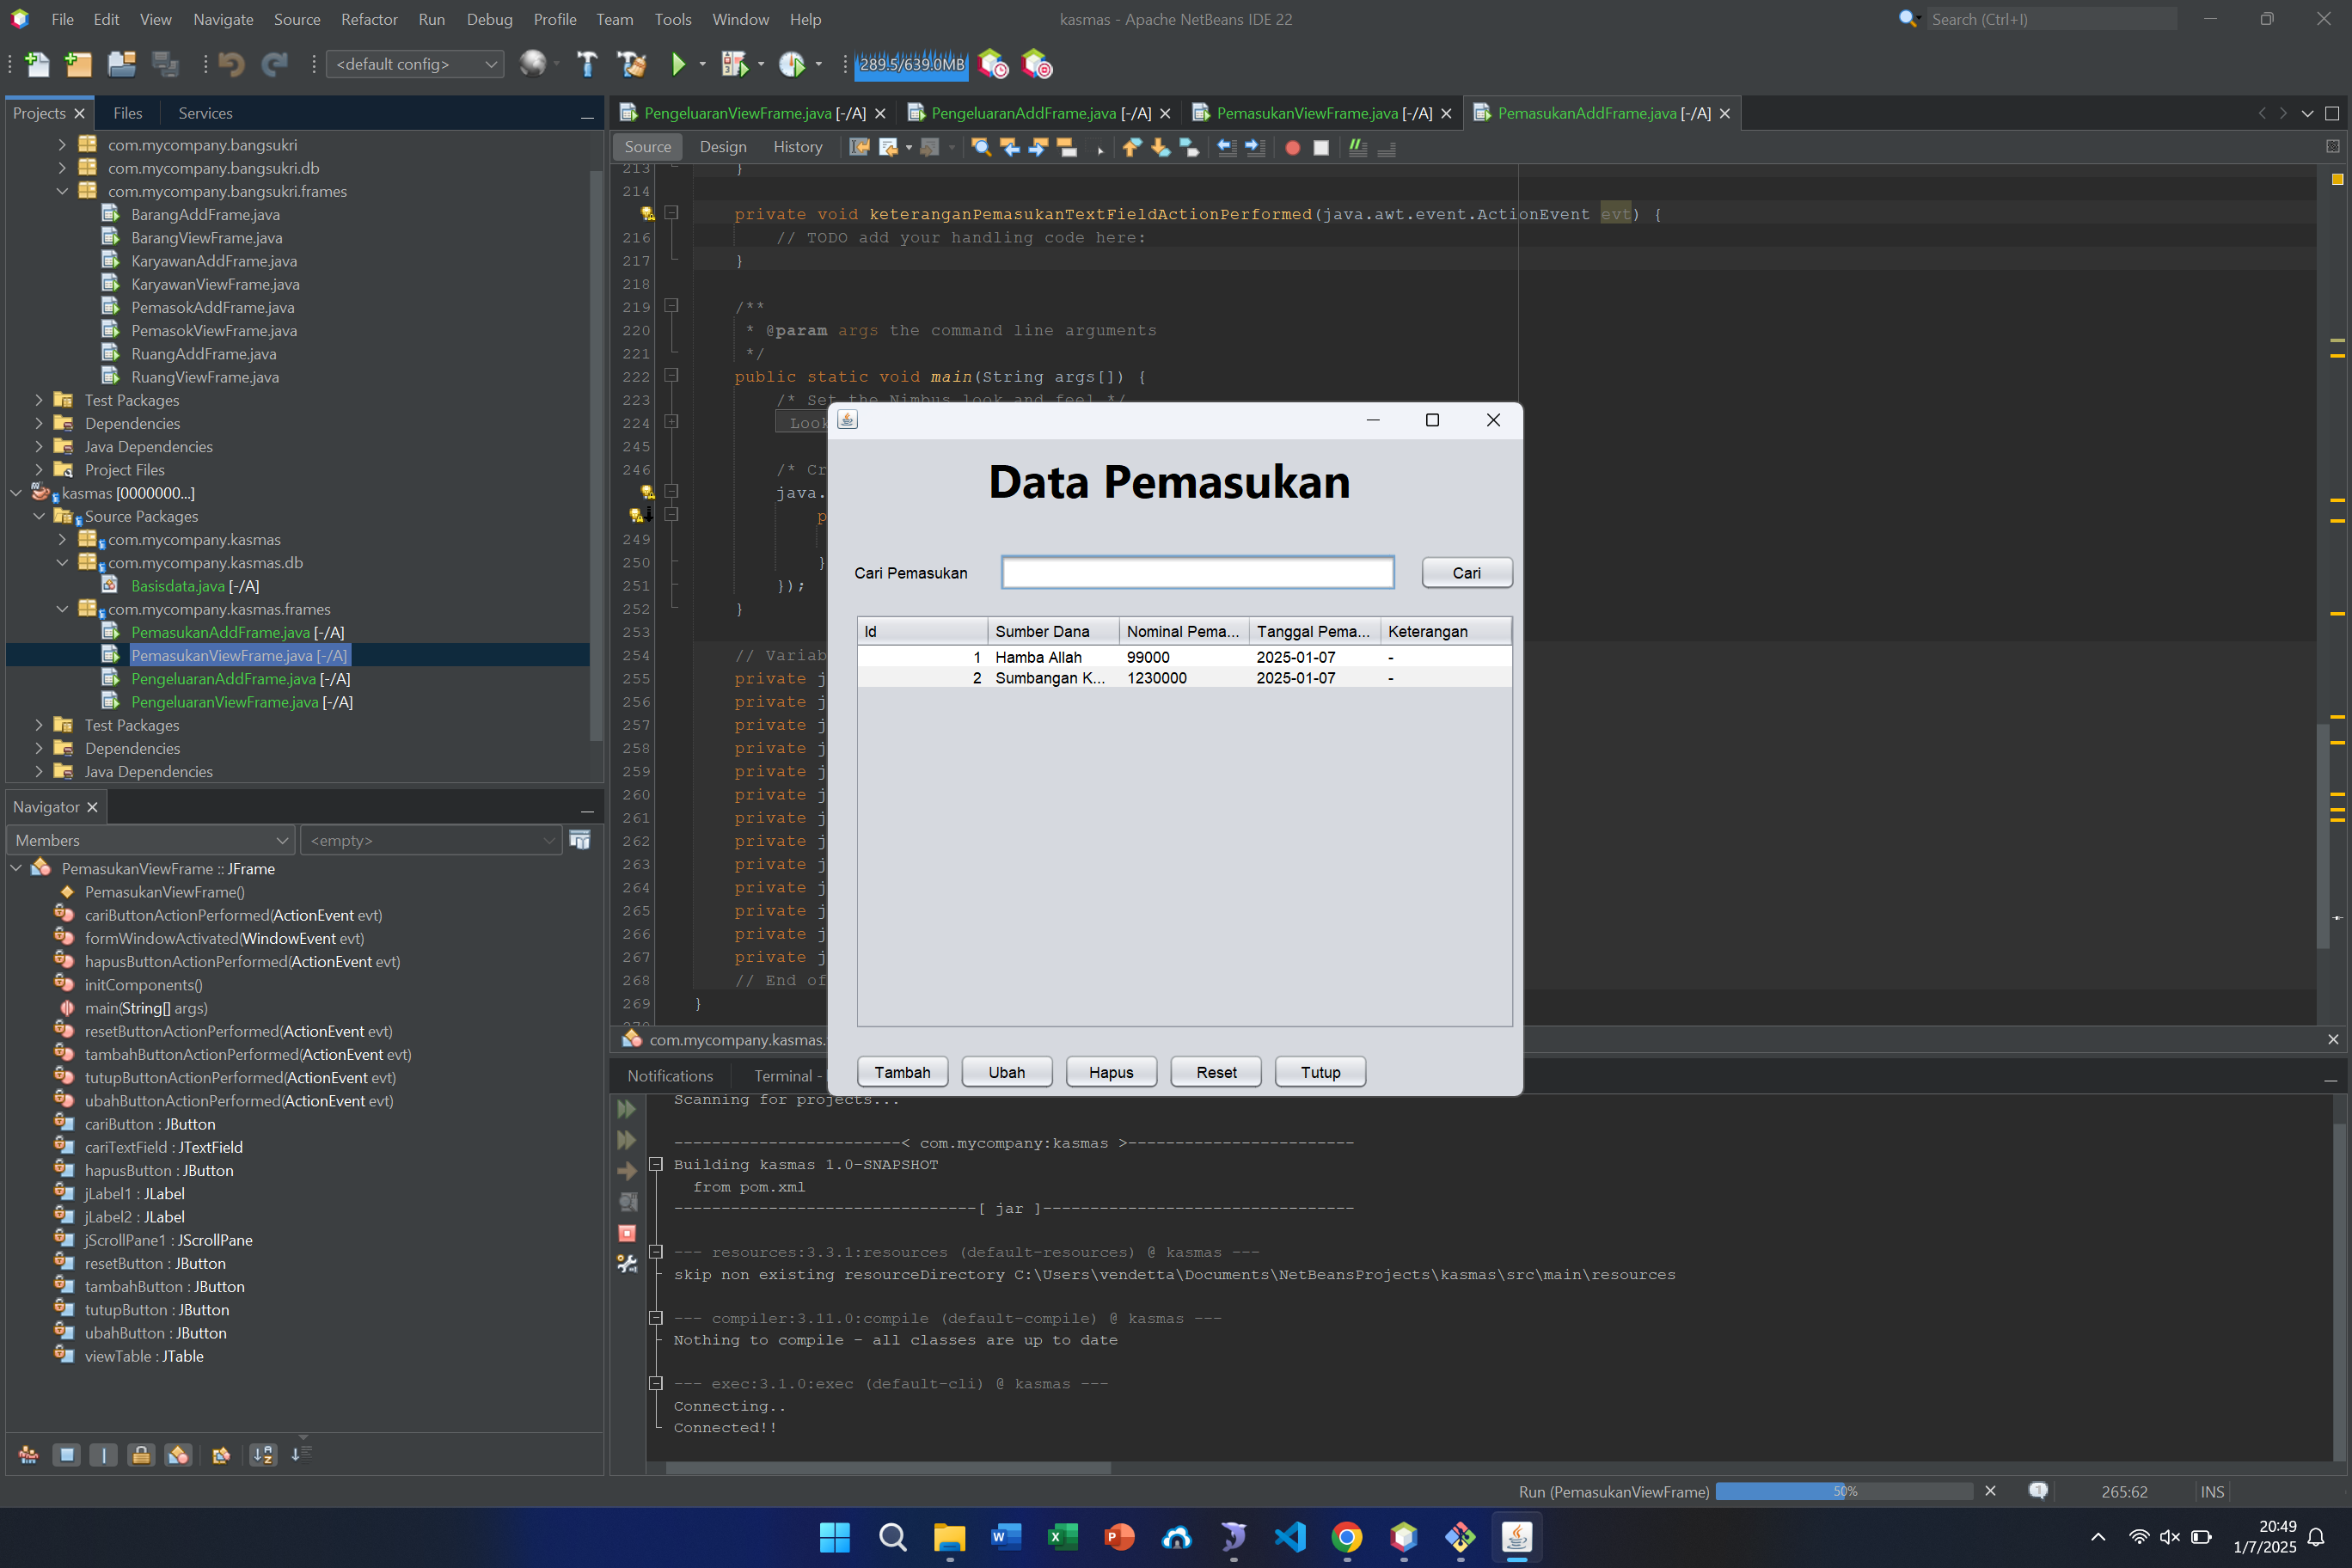 File Edit View Navigate Source Refactor Run Debug Profile Team Tools Window Help
kasmas - Apache NetBeans IDE 22
Search (Ctrl+I)
<default config>
289.5/639.0MB
Projects
Files
Services
com.mycompany.bangsukri
com.mycompany.bangsukri.db
com.mycompany.bangsukri.frames
BarangAddFrame.java
BarangViewFrame.java
KaryawanAddFrame.java
KaryawanViewFrame.java
PemasokAddFrame.java
PemasokViewFrame.java
RuangAddFrame.java
RuangViewFrame.java
Test Packages
Dependencies
Java Dependencies
Project Files
kasmas [0000000...]
Source Packages
com.mycompany.kasmas
com.mycompany.kasmas.db
Basisdata.java [-/A]
com.mycompany.kasmas.frames
PemasukanAddFrame.java [-/A]
PemasukanViewFrame.java [-/A]
PengeluaranAddFrame.java [-/A]
PengeluaranViewFrame.java [-/A]
Test Packages
Dependencies
Java Dependencies
Navigator
Members
<empty>
PemasukanViewFrame :: JFrame
PemasukanViewFrame()
cariButtonActionPerformed(ActionEvent evt)
formWindowActivated(WindowEvent evt)
hapusButtonActionPerformed(ActionEvent evt)
initComponents()
main(String[] args)
resetButtonActionPerformed(ActionEvent evt)
tambahButtonActionPerformed(ActionEvent evt)
tutupButtonActionPerformed(ActionEvent evt)
ubahButtonActionPerformed(ActionEvent evt)
cariButton : JButton
cariTextField : JTextField
hapusButton : JButton
jLabel1 : JLabel
jLabel2 : JLabel
jScrollPane1 : JScrollPane
resetButton : JButton
tambahButton : JButton
tutupButton : JButton
ubahButton : JButton
viewTable : JTable
PengeluaranViewFrame.java [-/A]
PengeluaranAddFrame.java [-/A]
PemasukanViewFrame.java [-/A]
PemasukanAddFrame.java [-/A]
Source Design History
213 }
214
private void keteranganPemasukanTextFieldActionPerformed(java.awt.event.ActionEvent evt) {
216 // TODO add your handling code here:
217 }
218
219 /**
220 * @param args the command line arguments
221 */
222 public static void main(String args[]) {
223 /* Set the Nimbus look and feel */
224 Look
245
246 /* Cr
java.
p
249
250 }
251 });
252 }
253
254 // Variab
255 private j
256 private j
257 private j
258 private j
259 private j
260 private j
261 private j
262 private j
263 private j
264 private j
265 private j
266 private j
267 private j
268 // End of
269 }
270
com.mycompany.kasmas.
Data Pemasukan
Cari Pemasukan
Cari
Id Sumber Dana Nominal Pema... Tanggal Pema... Keterangan
1 Hamba Allah 99000 2025-01-07 -
2 Sumbangan K... 1230000 2025-01-07 -
Tambah Ubah Hapus Reset Tutup
Notifications
Terminal -
Scanning for projects...
------------------------< com.mycompany:kasmas >------------------------
Building kasmas 1.0-SNAPSHOT
from pom.xml
--------------------------------[ jar ]---------------------------------
--- resources:3.3.1:resources (default-resources) @ kasmas ---
skip non existing resourceDirectory C:\Users\vendetta\Documents\NetBeansProjects\kasmas\src\main\resources
--- compiler:3.11.0:compile (default-compile) @ kasmas ---
Nothing to compile - all classes are up to date
--- exec:3.1.0:exec (default-cli) @ kasmas ---
Connecting..
Connected!!
Run (PemasukanViewFrame)
50%
1
265:62
INS
20:49
1/7/2025